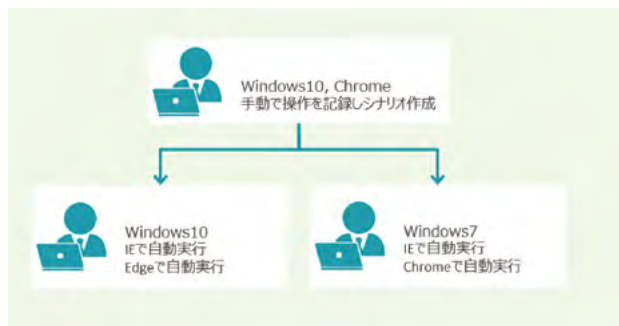 Windows10, Chrome
手動で操作を記録しシナリオ作成
Windows10
IEで自動実行
Edgeで自動実行
Windows7
IEで自動実行
Chromeで自動実行